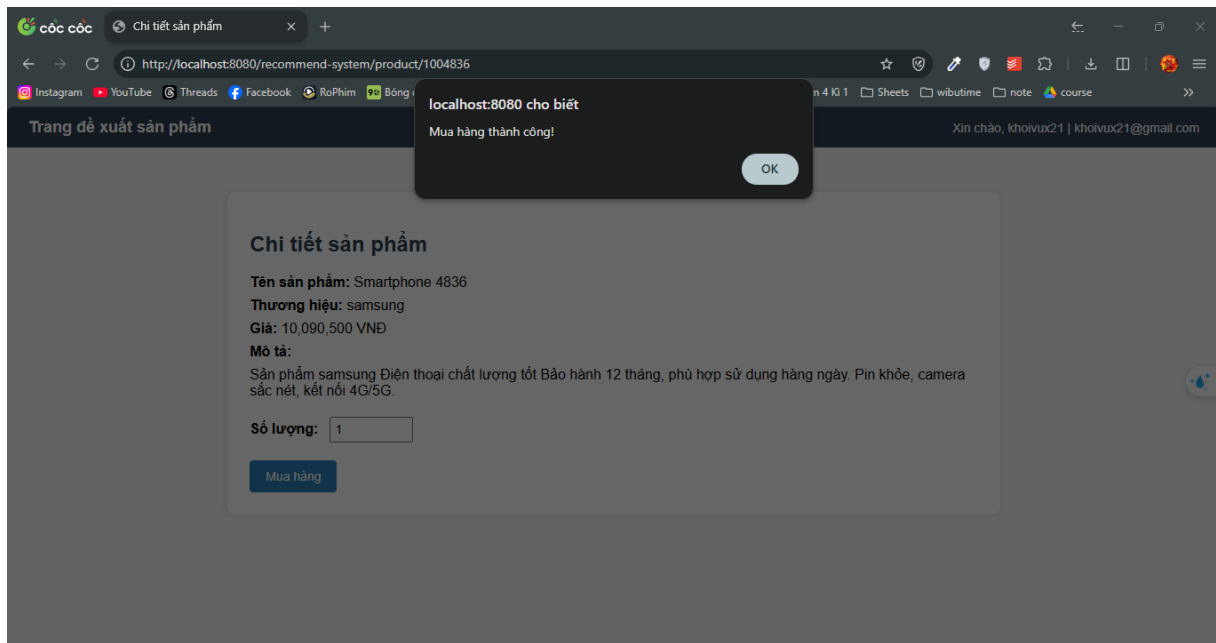 cốc cốc Chi tiết sản phẩm
http://localhost:8080/recommend-system/product/1004836
Instagram YouTube Threads Facebook RoPhim Bóng n 4 Kì 1 Sheets wibutime note course
localhost:8080 cho biết
Mua hàng thành công!
OK
Trang đề xuất sản phẩm Xin chào, khoivux21 | khoivux21@gmail.com
Chi tiết sản phẩm
Tên sản phẩm: Smartphone 4836
Thương hiệu: samsung
Giá: 10,090,500 VNĐ
Mô tả:
Sản phẩm samsung Điện thoại chất lượng tốt Bảo hành 12 tháng, phù hợp sử dụng hàng ngày. Pin khỏe, camera
sắc nét, kết nối 4G/5G.
Số lượng: 1
Mua hàng